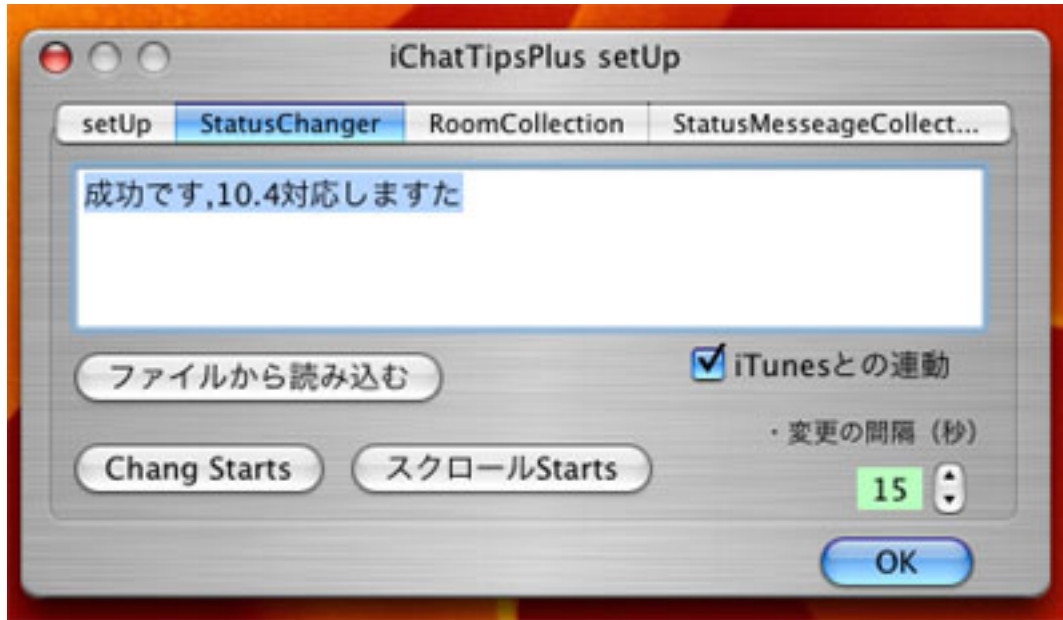 iChatTipsPlus setUp
setUp StatusChanger RoomCollection StatusMesseageCollect...
成功です,10.4対応しますた
ファイルから読み込む
iTunesとの連動
・変更の間隔（秒）
Chang Starts スクロールStarts
15
OK